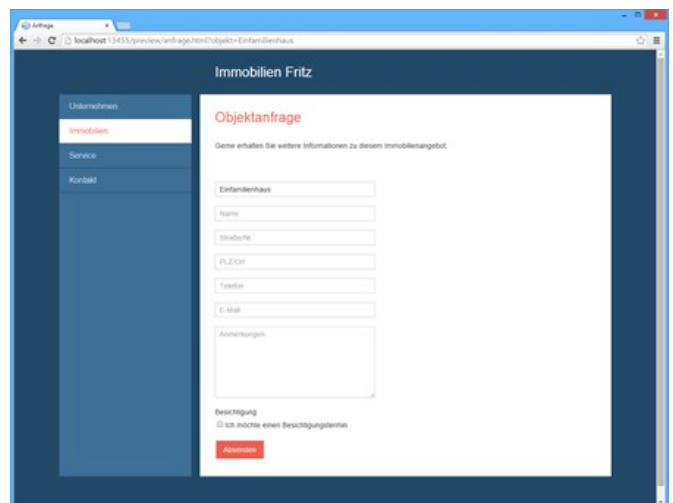 Anfrage
localhost:13455/preview/anfrage.html?objekt=Einfamilienhaus
Immobilien Fritz
Unternehmen
Immobilien
Service
Kontakt
Objektanfrage
Gerne erhalten Sie weitere Informationen zu diesem Immobilienangebot.
Einfamilienhaus
Name
Straße/Nr.
PLZ/Ort
Telefon
E-Mail
Anmerkungen
Besichtigung
Ich möchte einen Besichtigungstermin
Absenden